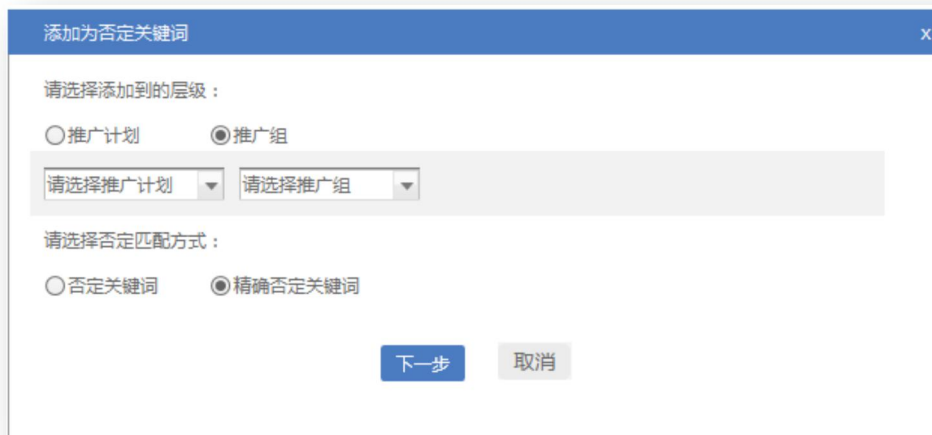 添加为否定关键词 x
请选择添加到的层级：
推广计划 推广组
请选择推广计划 请选择推广组
请选择否定匹配方式：
否定关键词 精确否定关键词
下一步 取消